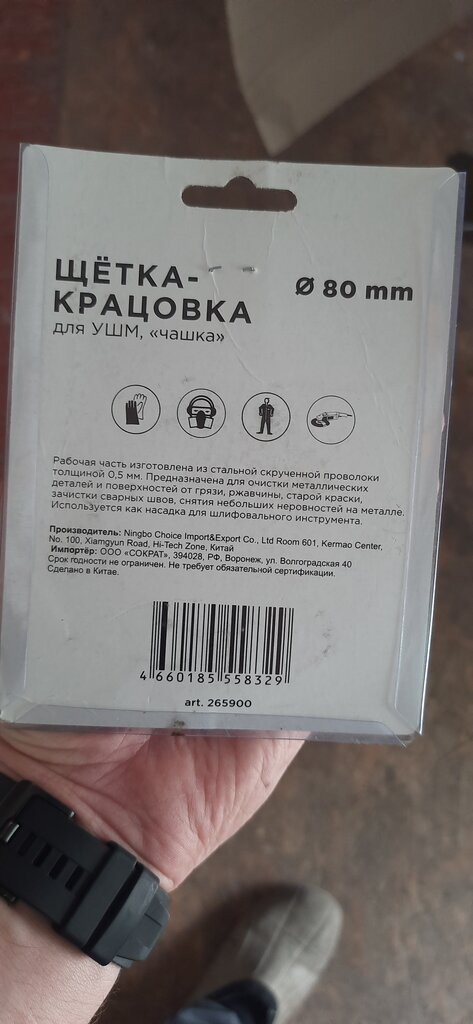 ЩЁТКА-
КРАЦОВКА
для УШМ, «чашка»
Ø 80 mm
Рабочая часть изготовлена из стальной скрученной проволоки
толщиной 0,5 мм. Предназначена для очистки металлических
деталей и поверхностей от грязи, ржавчины, старой краски,
зачистки сварных швов, снятия небольших неровностей на металле.
Используется как насадка для шлифовального инструмента.
Производитель: Ningbo Choice Import&Export Co., Ltd Room 601, Kermao Center,
No. 100, Xiamgyun Road, Hi-Tech Zone, Китай
Импортёр: ООО «СОКРАТ», 394028, РФ, Воронеж, ул. Волгоградская 40
Срок годности не ограничен. Не требует обязательной сертификации.
Сделано в Китае.
4 660185 558329
art. 265900